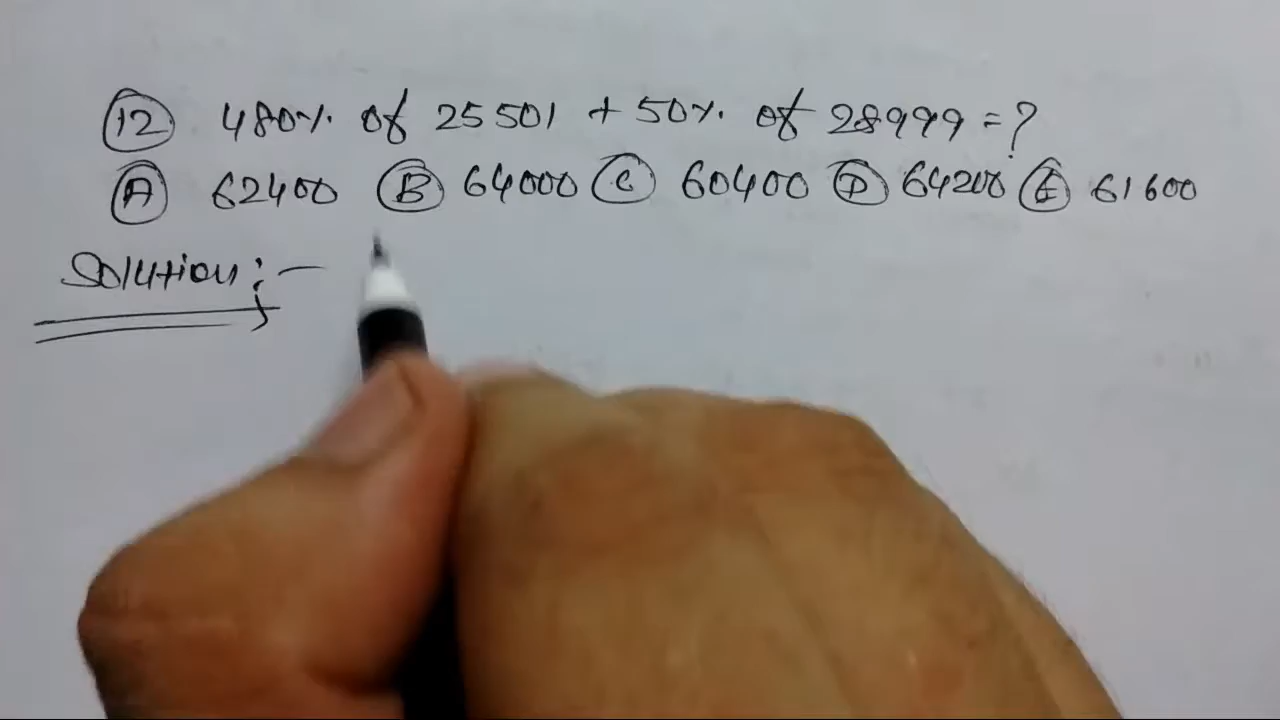 12 480% of 25501 + 50% of 28999 = ?
A 62400 B 64000 C 60400 D 64200 E 61600
Solution :-